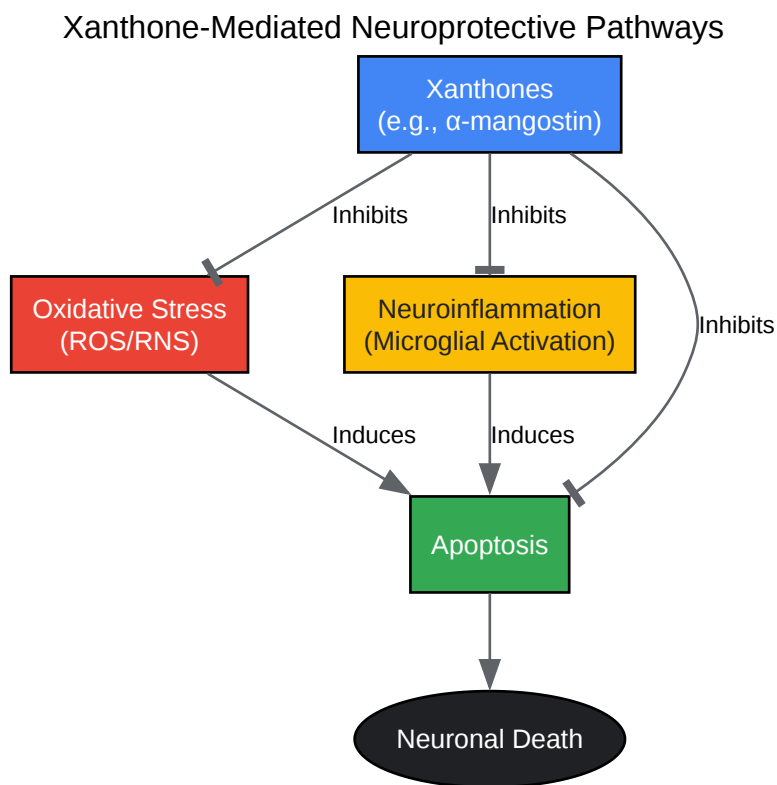 Xanthone-Mediated Neuroprotective Pathways
Xanthones
(e.g., α-mangostin)
Inhibits
Inhibits
Inhibits
Oxidative Stress
(ROS/RNS)
Neuroinflammation
(Microglial Activation)
Induces
Induces
Apoptosis
Neuronal Death